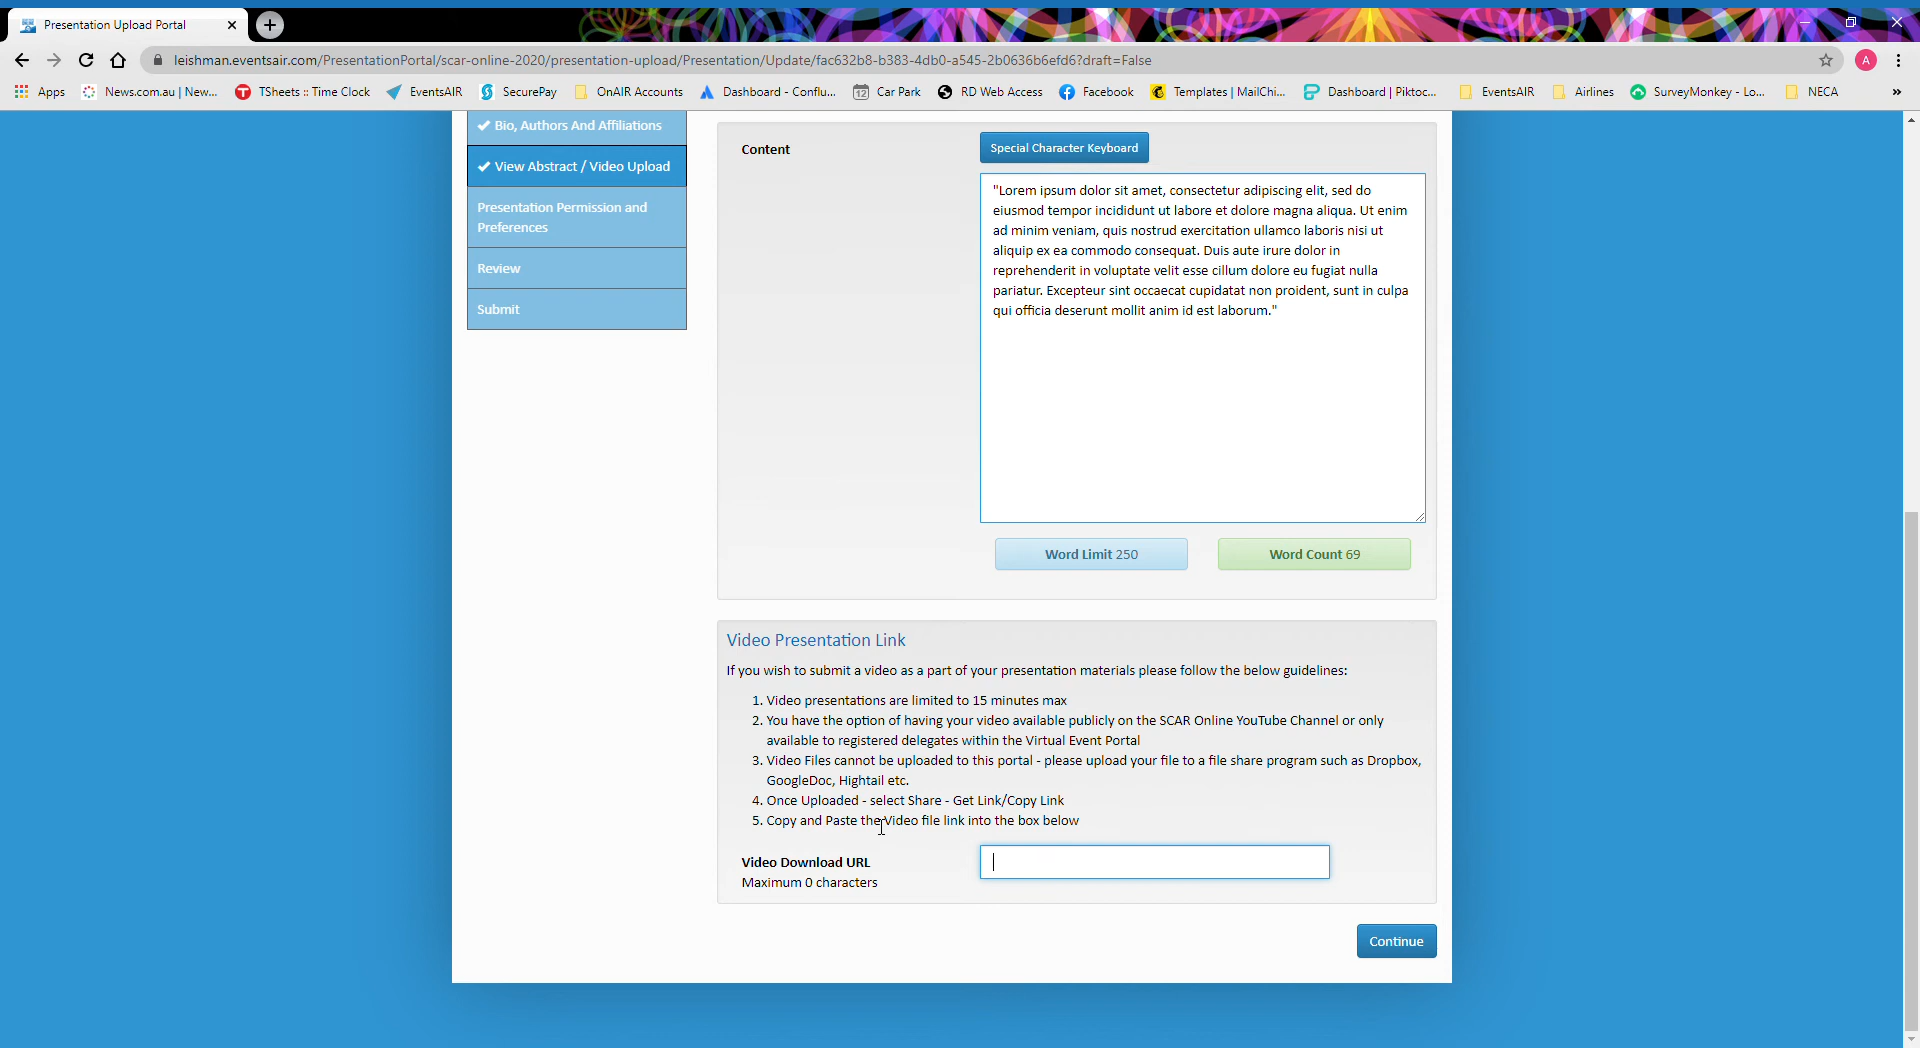 Presentation Upload Portal
leishman.eventsair.com/PresentationPortal/scar-online-2020/presentation-upload/Presentation/Update/fac632b8-b383-4db0-a545-2b0636b6efd6?draft=False
A
Apps News.com.au | New... TSheets :: Time Clock EventsAIR SecurePay OnAIR Accounts Dashboard - Conflu... Car Park RD Web Access Facebook Templates | MailChi... Dashboard | Piktoc... EventsAIR Airlines SurveyMonkey - Lo... NECA »
Bio, Authors And Affiliations
View Abstract / Video Upload
Presentation Permission and
Preferences
Review
Submit
Content
Special Character Keyboard
"Lorem ipsum dolor sit amet, consectetur adipiscing elit, sed do
eiusmod tempor incididunt ut labore et dolore magna aliqua. Ut enim
ad minim veniam, quis nostrud exercitation ullamco laboris nisi ut
aliquip ex ea commodo consequat. Duis aute irure dolor in
reprehenderit in voluptate velit esse cillum dolore eu fugiat nulla
pariatur. Excepteur sint occaecat cupidatat non proident, sunt in culpa
qui officia deserunt mollit anim id est laborum."
Word Limit 250
Word Count 69
Video Presentation Link
If you wish to submit a video as a part of your presentation materials please follow the below guidelines:
1. Video presentations are limited to 15 minutes max
2. You have the option of having your video available publicly on the SCAR Online YouTube Channel or only
available to registered delegates within the Virtual Event Portal
3. Video Files cannot be uploaded to this portal - please upload your file to a file share program such as Dropbox,
GoogleDoc, Hightail etc.
4. Once Uploaded - select Share - Get Link/Copy Link
5. Copy and Paste the Video file link into the box below
Video Download URL
Maximum 0 characters
Continue